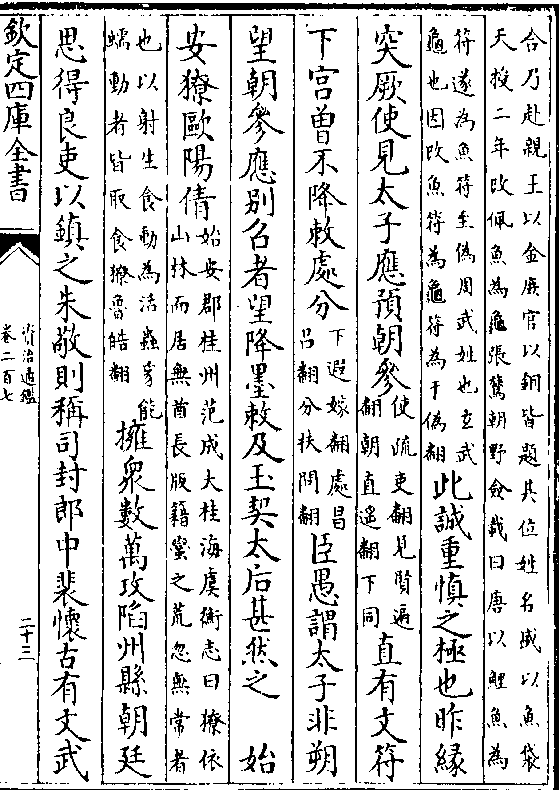 合乃赴親王以金庶官以銅皆題其位姓名盛以魚袋
天授二年改佩魚為龜張鷟朝野僉載曰唐以鯉魚為
符遂為魚符至偽周武姓也玄武
龜也因改魚符為龜符為于偽翻
此誠重慎之極也昨緣
突厥使見太子應預朝參
使疏吏翻見賢遍
翻朝直遥翻下同
直有文符
下宮曽不降敕處分
下遐嫁翻處昌
呂翻分扶問翻
臣愚謂太子非朔
望朝參應别召者望降墨敕及玉契太后甚然之　始
安獠歐陽倩
始安郡桂州范成大桂海虞衡志曰獠依
山林而居無酋長版籍蠻之荒忽無常者
也以射生食動為活蟲豸能
蠕動者皆取食獠魯皓翻
擁衆數萬攻陷州縣朝廷
思得良吏以鎮之朱敬則稱司封郎中裴懷古有文武
欽定四庫全書
資治通鑑
卷二百七
二十三